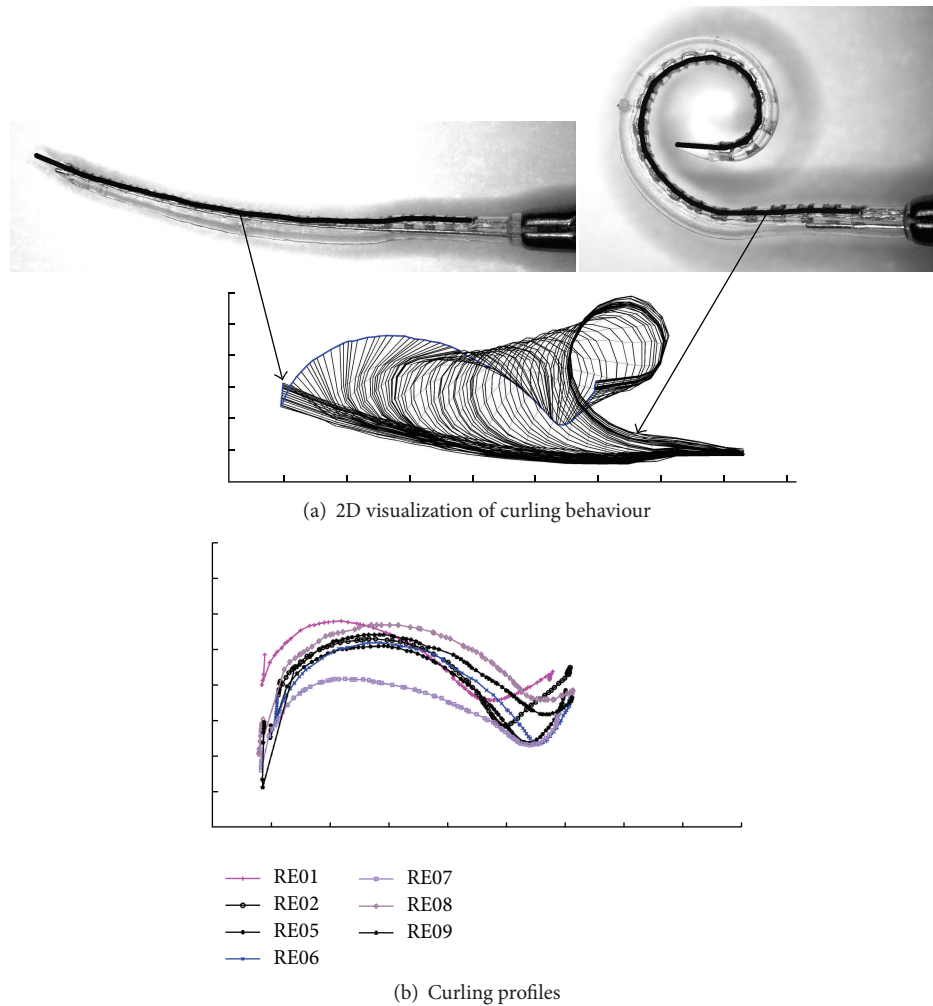 (a) 2D visualization of curling behaviour
RE01
RE02
RE05
RE06
RE07
RE08
RE09
(b) Curling profiles